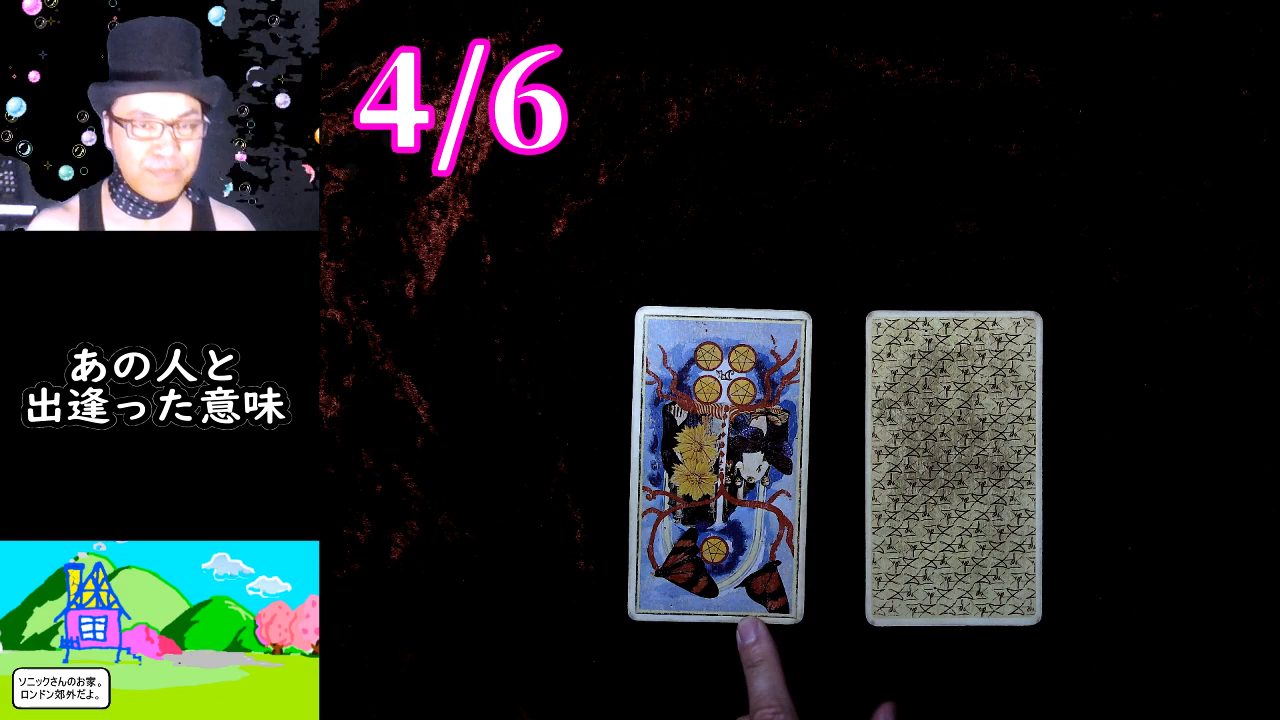 4/6
あの人と
出逢った意味
ソニックさんのお家。
ロンドン郊外だよ。